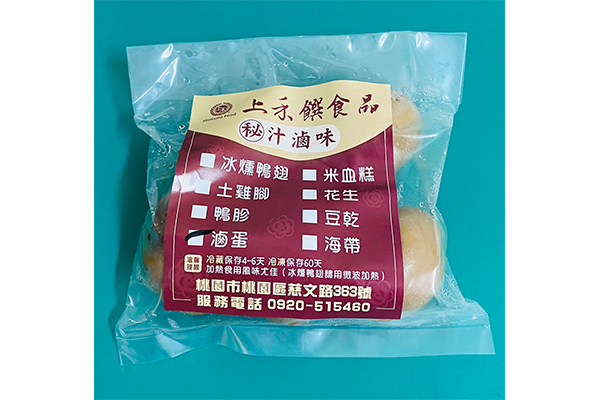 上禾饌食品
秘汁滷味
冰燻鴨翅
米血糕
土雞腳
花生
鴨胗
豆乾
滷蛋
海帶
冷藏保存4-6天 冷凍保存60天
加熱食用風味尤佳（冰燻鴨翅請用微波加熱）
桃園市桃園區慈文路363號
服務電話 0920-515460